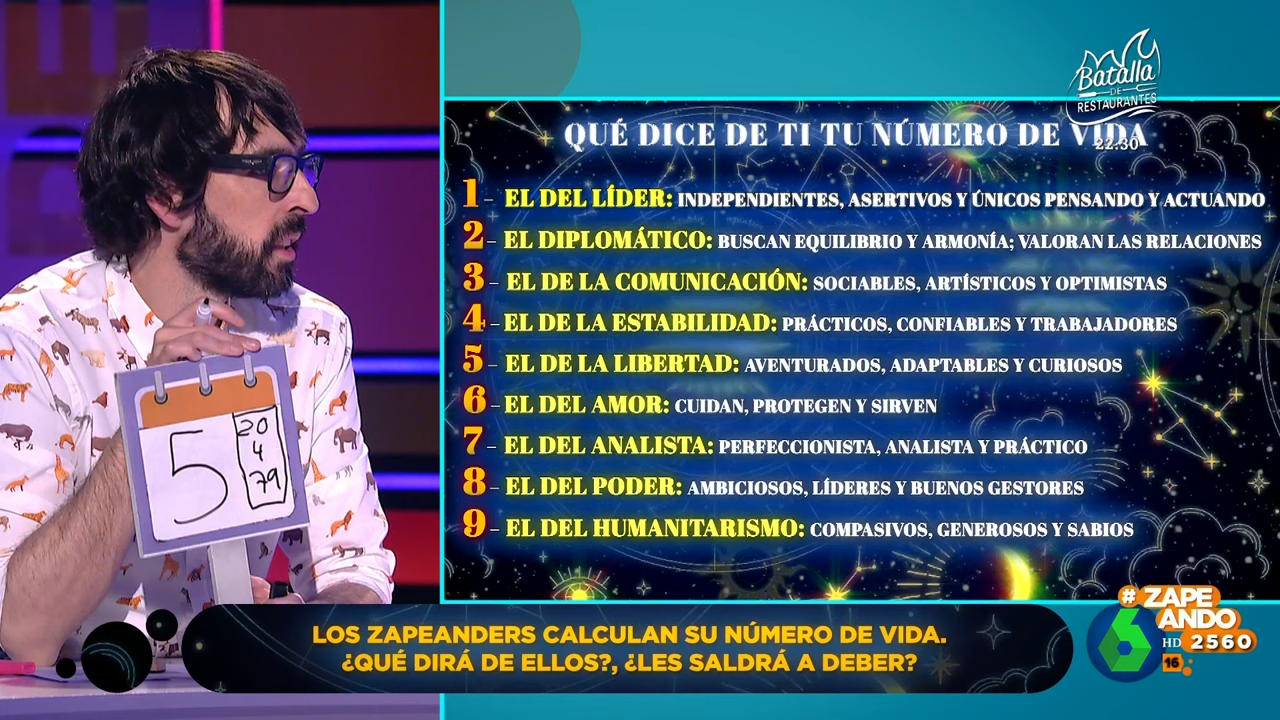 Batalla
DE
RESTAURANTES
22:30
QUÉ DICE DE TI TU NÚMERO DE VIDA
1 - EL DEL LÍDER: INDEPENDIENTES, ASERTIVOS Y ÚNICOS PENSANDO Y ACTUANDO
2 - EL DIPLOMÁTICO: BUSCAN EQUILIBRIO Y ARMONÍA; VALORAN LAS RELACIONES
3 - EL DE LA COMUNICACIÓN: SOCIABLES, ARTÍSTICOS Y OPTIMISTAS
4 - EL DE LA ESTABILIDAD: PRÁCTICOS, CONFIABLES Y TRABAJADORES
5 - EL DE LA LIBERTAD: AVENTURADOS, ADAPTABLES Y CURIOSOS
6 - EL DEL AMOR: CUIDAN, PROTEGEN Y SIRVEN
7 - EL DEL ANALISTA: PERFECCIONISTA, ANALISTA Y PRÁCTICO
8 - EL DEL PODER: AMBICIOSOS, LÍDERES Y BUENOS GESTORES
9 - EL DEL HUMANITARISMO: COMPASIVOS, GENEROSOS Y SABIOS
5
20
4
79
LOS ZAPEANDERS CALCULAN SU NÚMERO DE VIDA.
¿QUÉ DIRÁ DE ELLOS?, ¿LES SALDRÁ A DEBER?
# ZAPE
ANDO
HD 2560
16